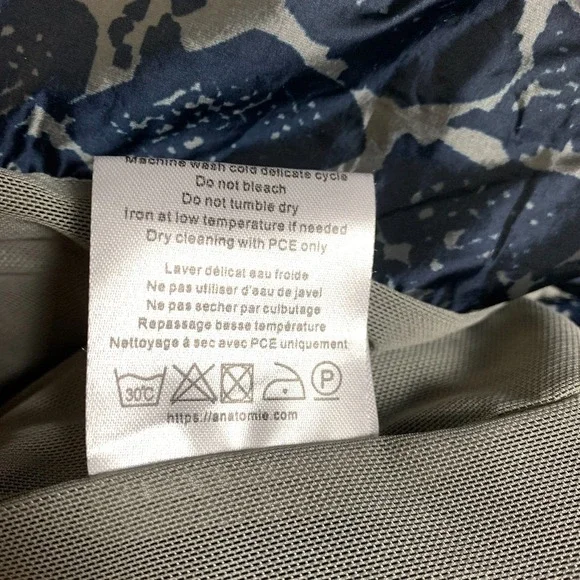 Machine wash cold delicate cycle
Do not bleach
Do not tumble dry
Iron at low temperature if needed
Dry cleaning with PCE only
Laver délicat eau froide
Ne pas utiliser d'eau de javel
Ne pas secher par culbutage
Repassage basse température
Nettoyage á sec avec PCE uniquement
30°C P
https://anatomie.com